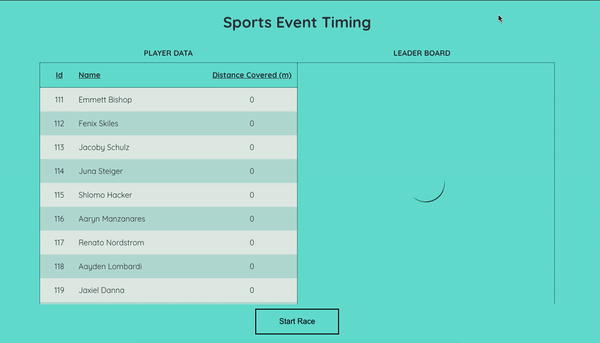 Sports Event Timing
PLAYER DATA LEADER BOARD
Id Name Distance Covered (m)
111 Emmett Bishop 0
112 Fenix Skiles 0
113 Jacoby Schulz 0
114 Juna Steiger 0
115 Shlomo Hacker 0
116 Aaryn Manzanares 0
117 Renato Nordstrom 0
118 Aayden Lombardi 0
119 Jaxiel Danna 0
Start Race